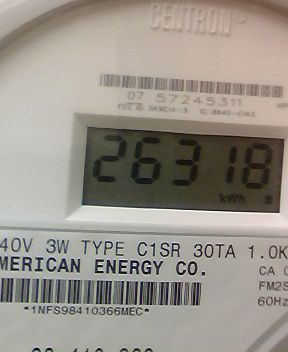 CENTRON®
07 57245311
26318
kWh
40V 3W TYPE C1SR 30TA 1.0K
MERICAN ENERGY CO.
CA 0
FM2S
60Hz
*1NFS98410366MEC*